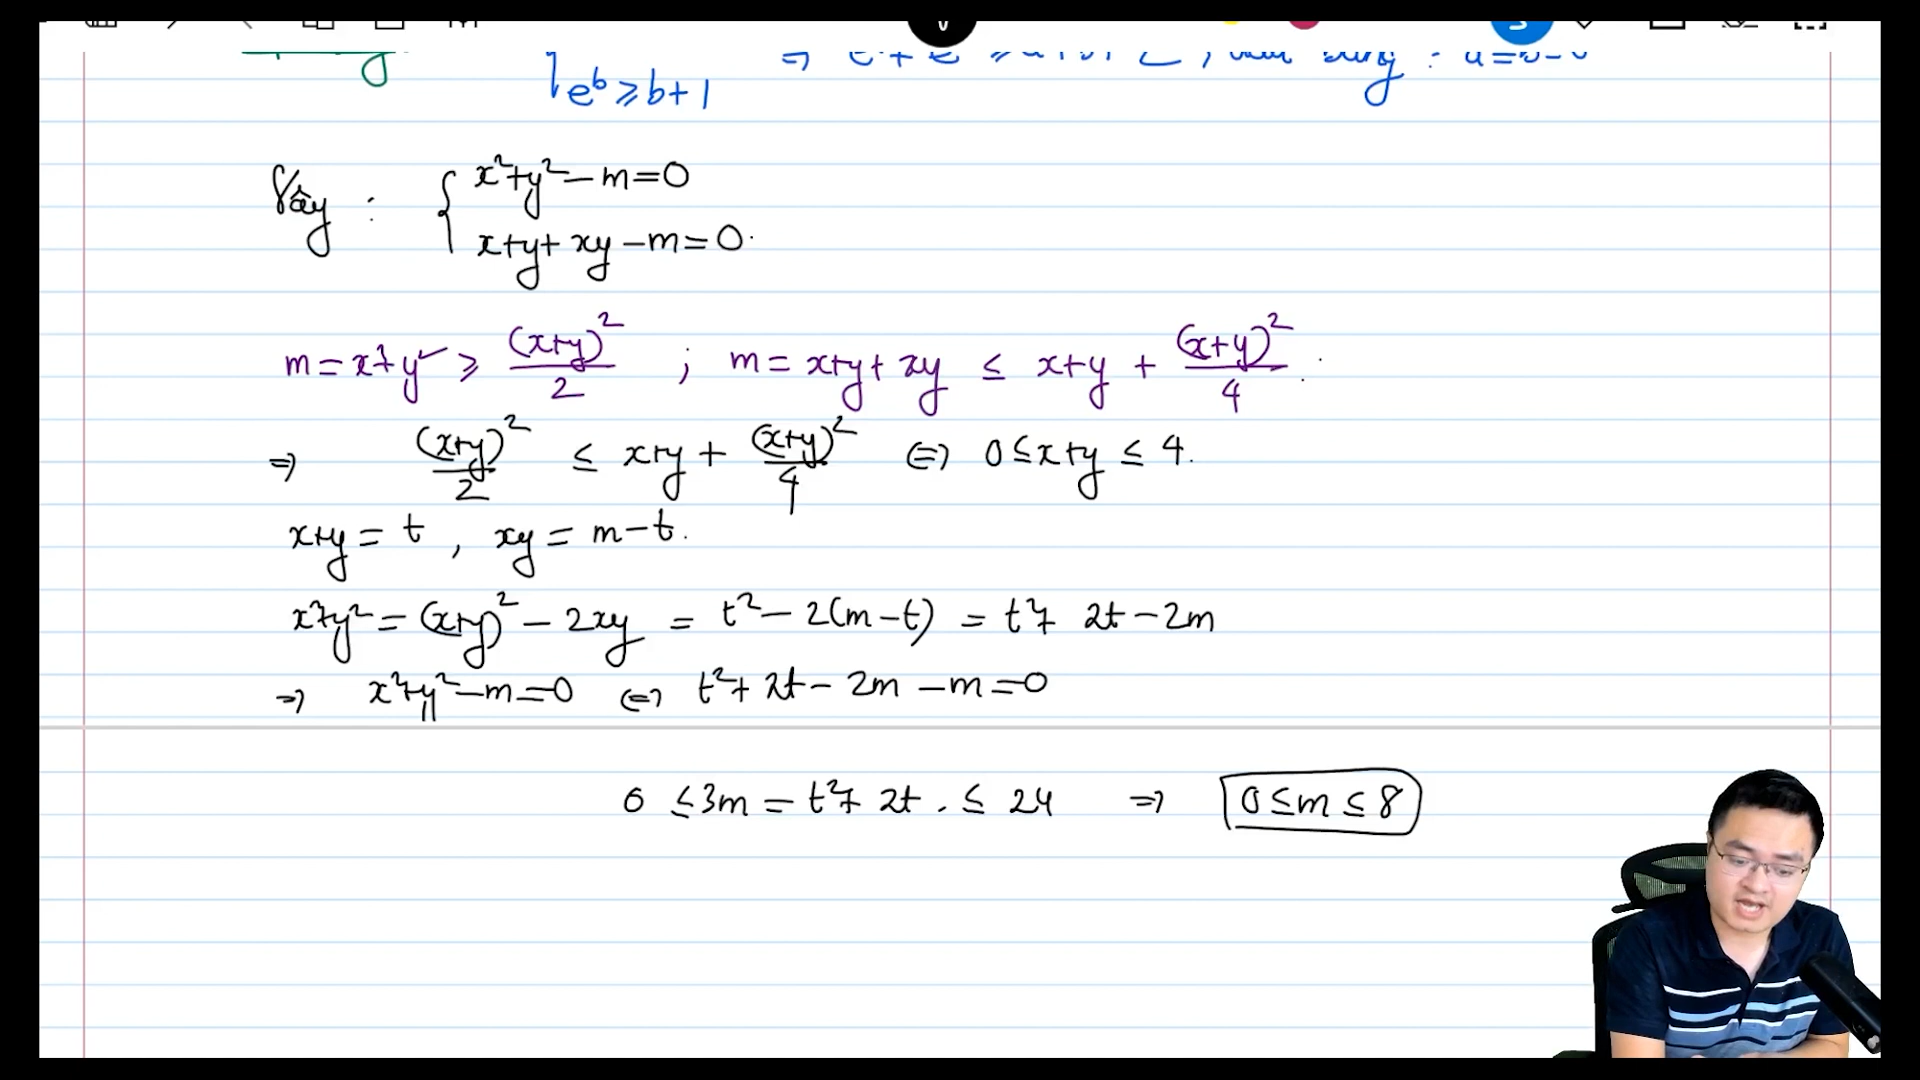 e^b ≥ b+1
Vậy : { x²+y²−m=0
x+y+xy−m=0.
m = x²+y² ≥ (x+y)²/2 ; m = x+y+xy ≤ x+y + (x+y)²/4 .
⇒ (x+y)²/2 ≤ x+y + (x+y)²/4 ⇔ 0≤x+y ≤ 4.
x+y = t , xy = m−t.
x²+y² = (x+y)² − 2xy = t²−2(m−t) = t²+ 2t−2m
⇒ x²+y²−m=0 ⇔ t²+ 2t− 2m −m=0
0 ≤3m = t²+ 2t . ≤ 24 ⇒ 0≤m ≤ 8